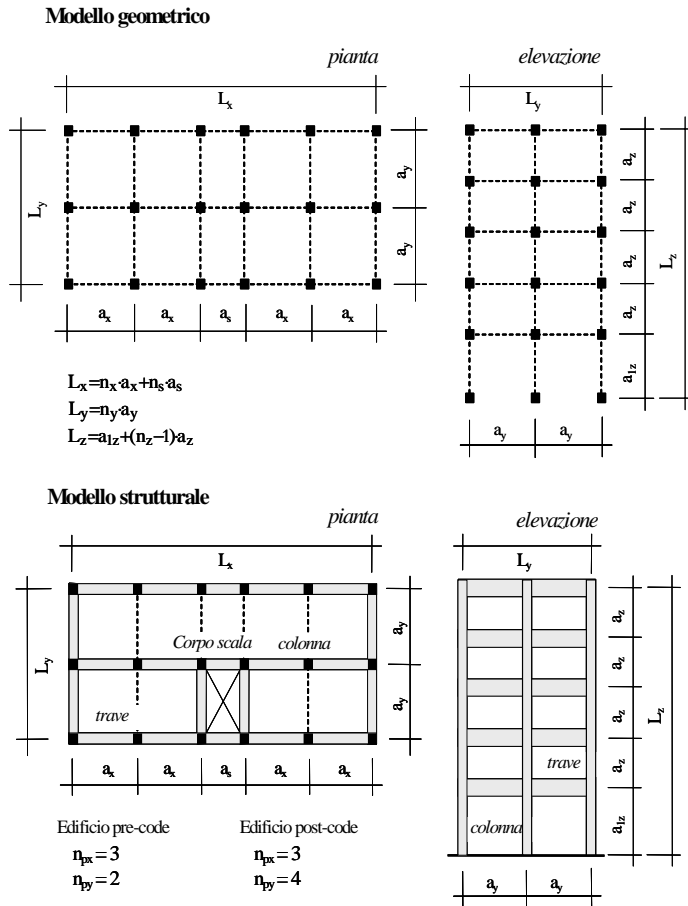 Modello geometrico
pianta
elevazione
Lx
Ly
Ly
ay
ay
az
az
az
az
a1z
Lz
ax ax as ax ax
ay ay
Lx=nx·ax+ns·as
Ly=ny·ay
Lz=a1z+(nz−1)·az
Modello strutturale
pianta
elevazione
Lx
Ly
Ly
ay
ay
Corpo scala
colonna
trave
az
az
az
az
a1z
Lz
trave
colonna
ax ax as ax ax
Edificio pre-code
npx=3
npy=2
Edificio post-code
npx=3
npy=4
ay ay